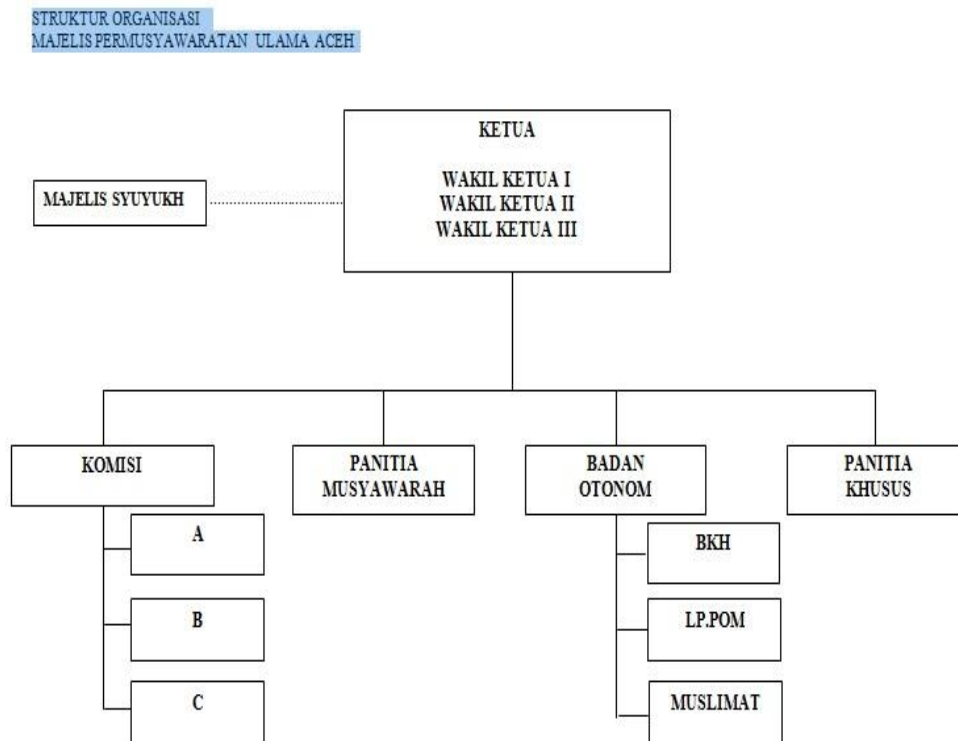 STRUKTUR ORGANISASI
MAJELIS PERMUSYAWARATAN ULAMA ACEH
KETUA
WAKIL KETUA I
WAKIL KETUA II
WAKIL KETUA III
MAJELIS SYUYUKH
KOMISI
PANITIA
MUSYAWARAH
BADAN
OTONOM
PANITIA
KHUSUS
A
B
C
BKH
LP.POM
MUSLIMAT